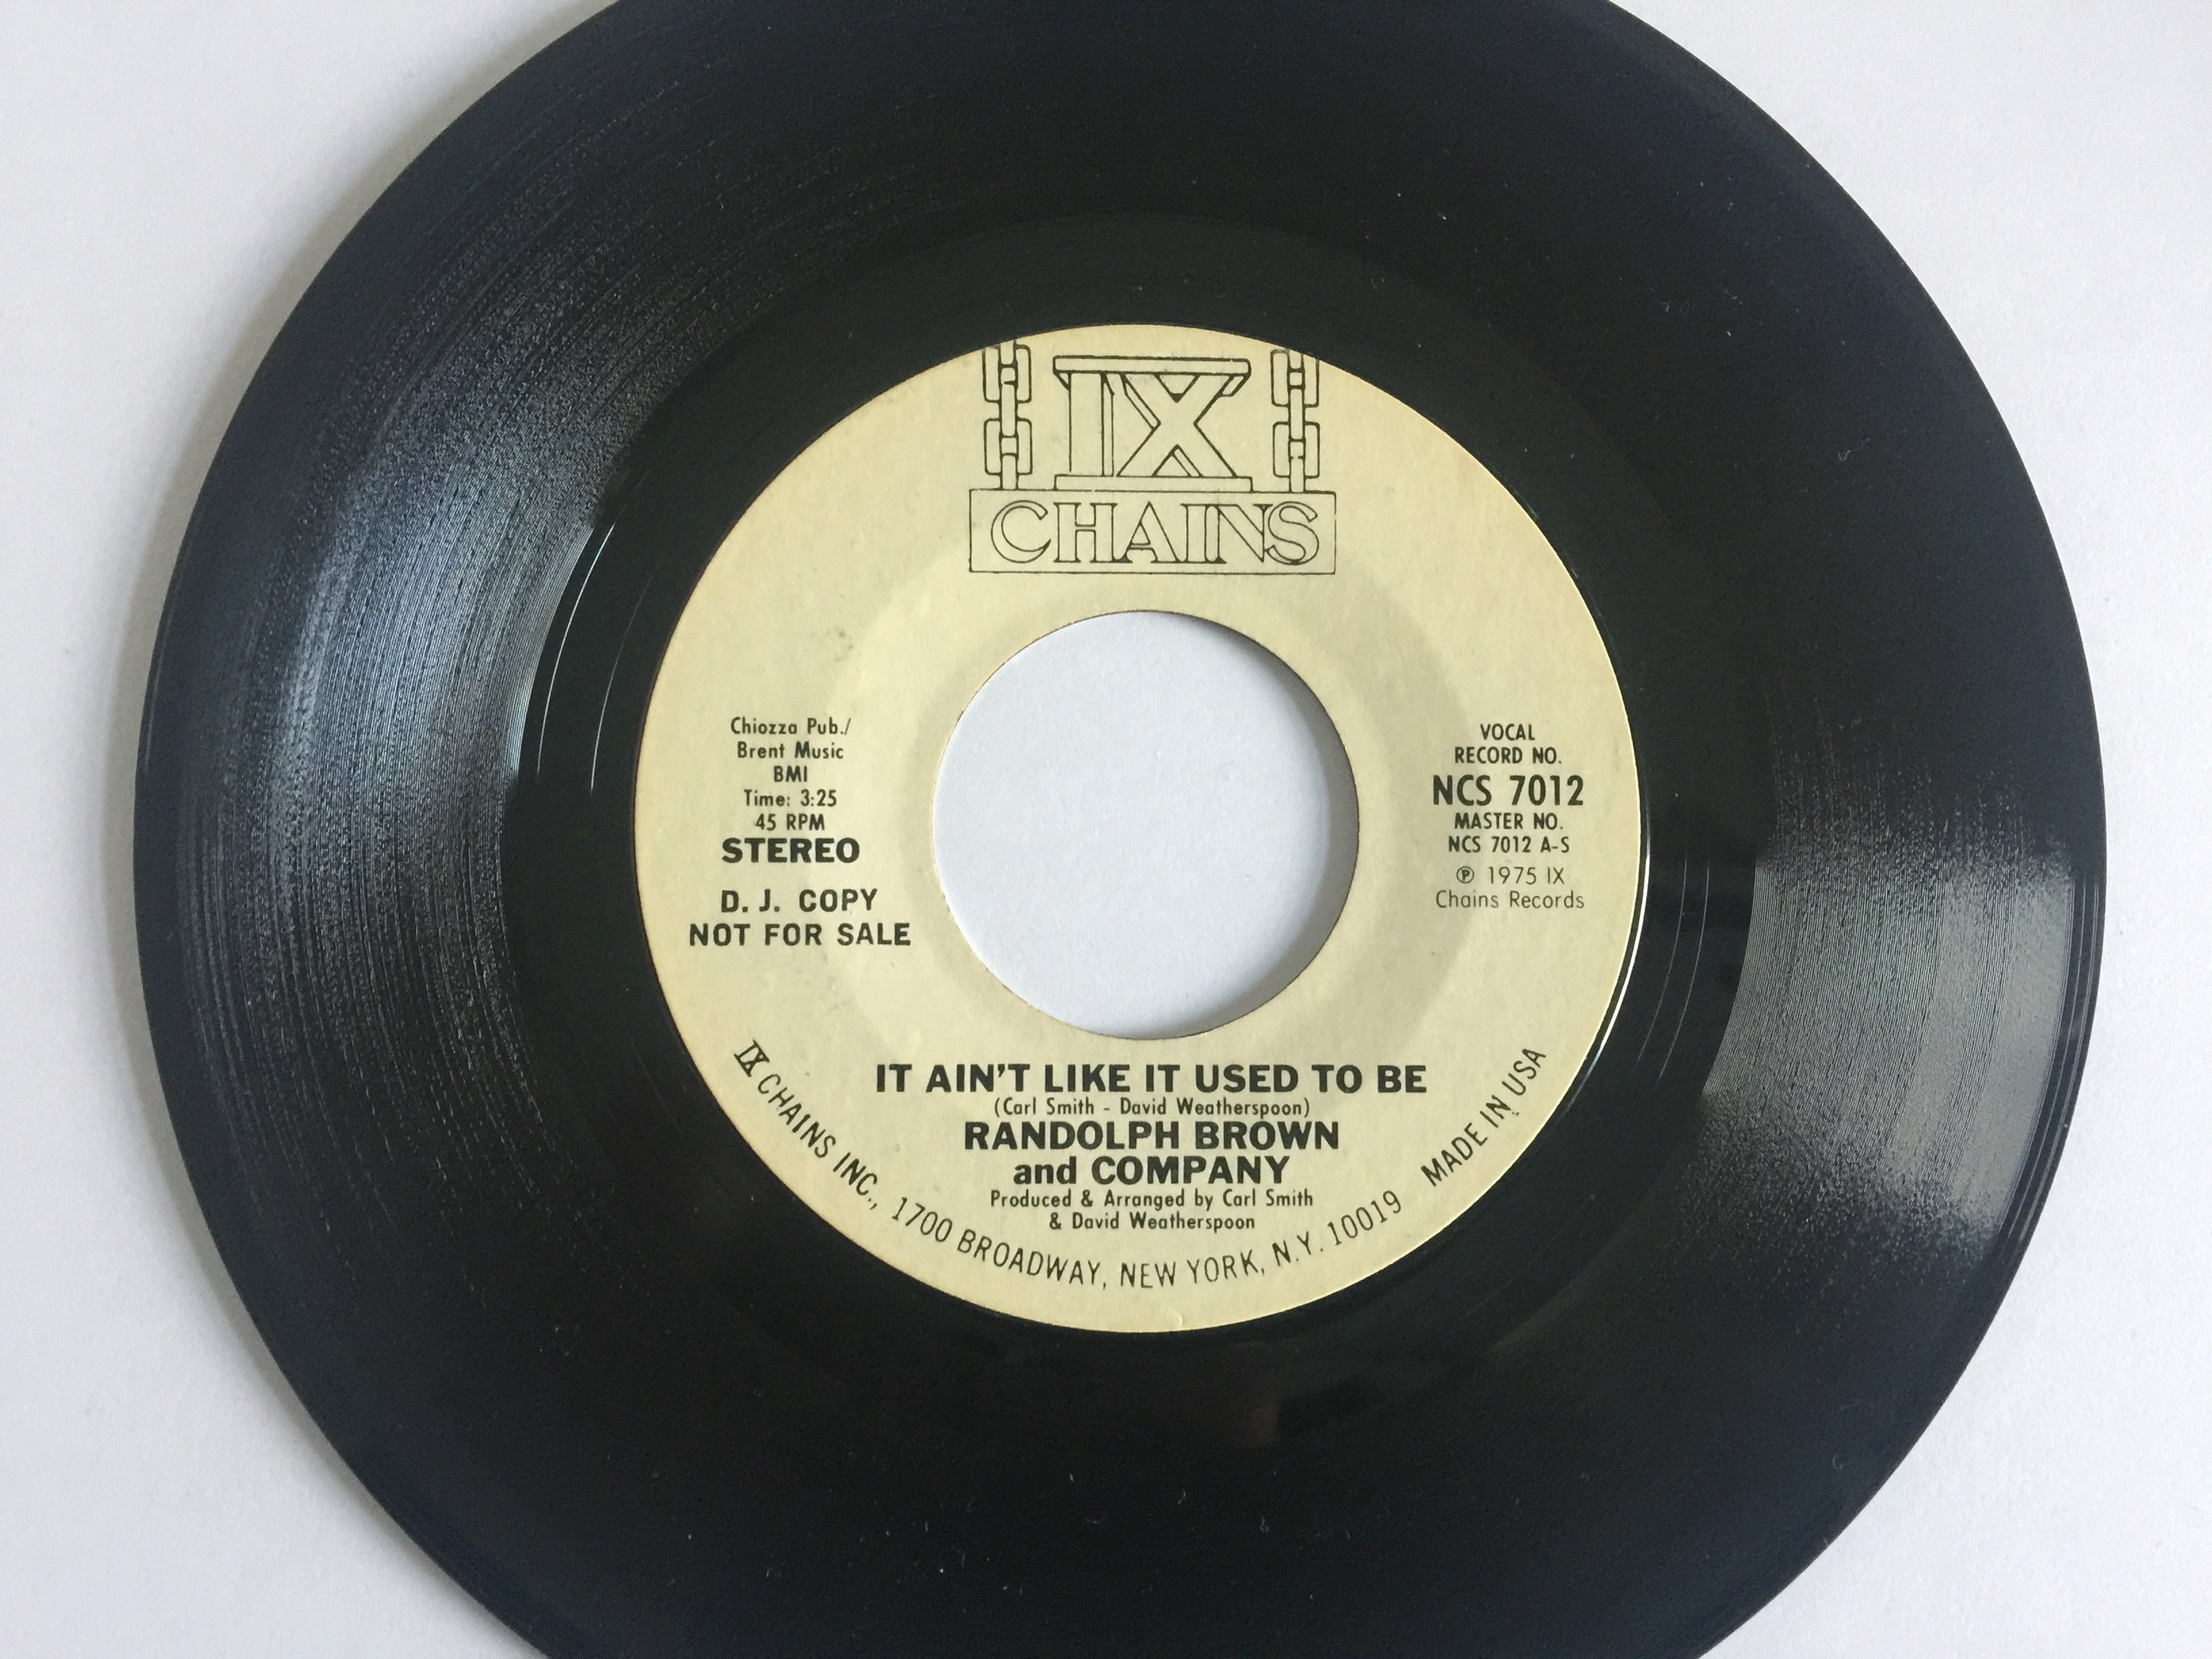 IX
CHAINS
Chiozza Pub./
Brent Music
BMI
Time: 3:25
45 RPM
STEREO
D. J. COPY
NOT FOR SALE
VOCAL
RECORD NO.
NCS 7012
MASTER NO.
NCS 7012 A-S
℗ 1975 IX
Chains Records
IT AIN'T LIKE IT USED TO BE
(Carl Smith - David Weatherspoon)
RANDOLPH BROWN
and COMPANY
Produced & Arranged by Carl Smith
& David Weatherspoon
IX CHAINS INC., 1700 BROADWAY, NEW YORK, N.Y. 10019 MADE IN USA